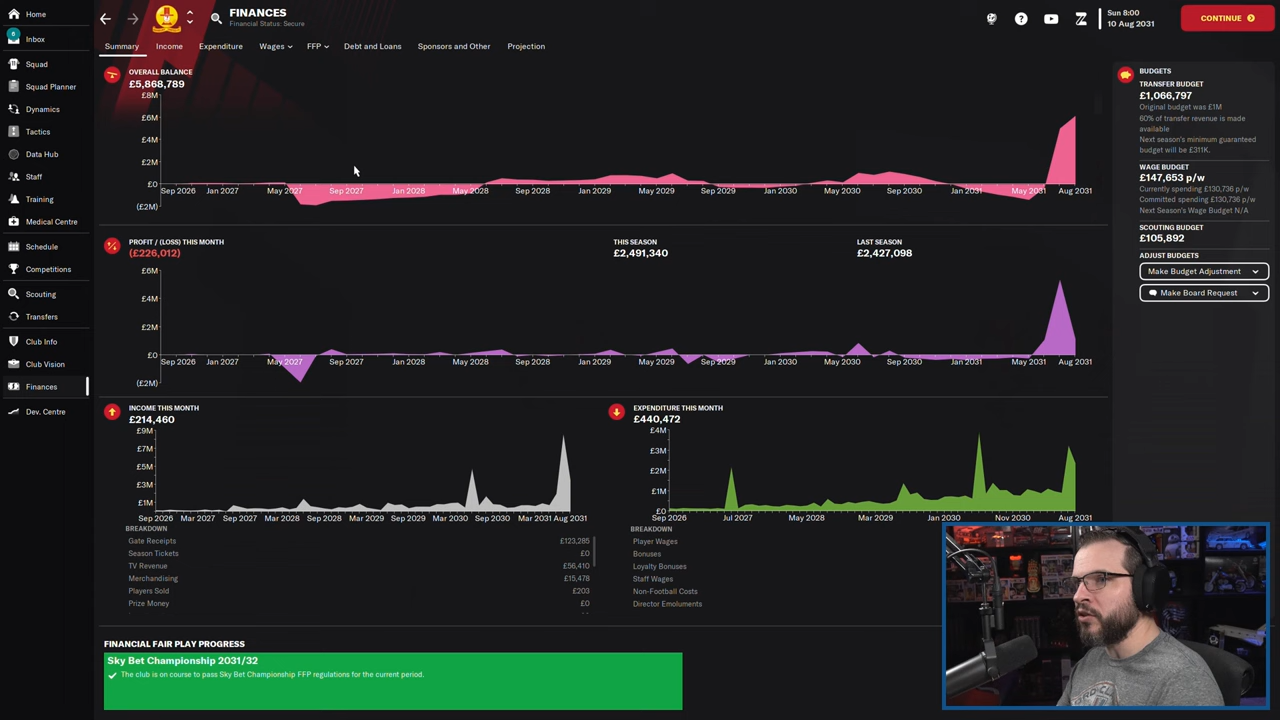 Home
6
Inbox
Squad
Squad Planner
Dynamics
Tactics
Data Hub
Staff
Training
Medical Centre
Schedule
Competitions
Scouting
Transfers
Club Info
Club Vision
Finances
Dev. Centre
FINANCES
Financial Status: Secure
Sun 8:00
10 Aug 2031
CONTINUE
Summary Income Expenditure Wages FFP Debt and Loans Sponsors and Other Projection
OVERALL BALANCE
£5,868,789
£8M
£6M
£4M
£2M
£0
(£2M)
Sep 2026 Jan 2027 May 2027 Sep 2027 Jan 2028 May 2028 Sep 2028 Jan 2029 May 2029 Sep 2029 Jan 2030 May 2030 Sep 2030 Jan 2031 May 2031 Aug 2031
PROFIT / (LOSS) THIS MONTH
(£226,012)
THIS SEASON
£2,491,340
LAST SEASON
£2,427,098
£6M
£4M
£2M
£0
(£2M)
Sep 2026 Jan 2027 May 2027 Sep 2027 Jan 2028 May 2028 Sep 2028 Jan 2029 May 2029 Sep 2029 Jan 2030 May 2030 Sep 2030 Jan 2031 May 2031 Aug 2031
INCOME THIS MONTH
£214,460
£9M
£7M
£5M
£3M
£1M
Sep 2026 Mar 2027 Sep 2027 Mar 2028 Sep 2028 Mar 2029 Sep 2029 Mar 2030 Sep 2030 Mar 2031 Aug 2031
BREAKDOWN
Gate Receipts £123,285
Season Tickets £0
TV Revenue £56,410
Merchandising £15,478
Players Sold £203
Prize Money £0
EXPENDITURE THIS MONTH
£440,472
£4M
£3M
£2M
£1M
£0
Sep 2026 Jul 2027 May 2028 Mar 2029 Jan 2030 Nov 2030 Aug 2031
BREAKDOWN
Player Wages
Bonuses
Loyalty Bonuses
Staff Wages
Non-Football Costs
Director Emoluments
FINANCIAL FAIR PLAY PROGRESS
Sky Bet Championship 2031/32
The club is on course to pass Sky Bet Championship FFP regulations for the current period.
BUDGETS
TRANSFER BUDGET
£1,066,797
Original budget was £1M
60% of transfer revenue is made
available
Next season's minimum guaranteed
budget will be £311K.
WAGE BUDGET
£147,653 p/w
Currently spending £130,736 p/w
Committed spending £130,736 p/w
Next Season's Wage Budget N/A
SCOUTING BUDGET
£105,892
ADJUST BUDGETS
Make Budget Adjustment
Make Board Request